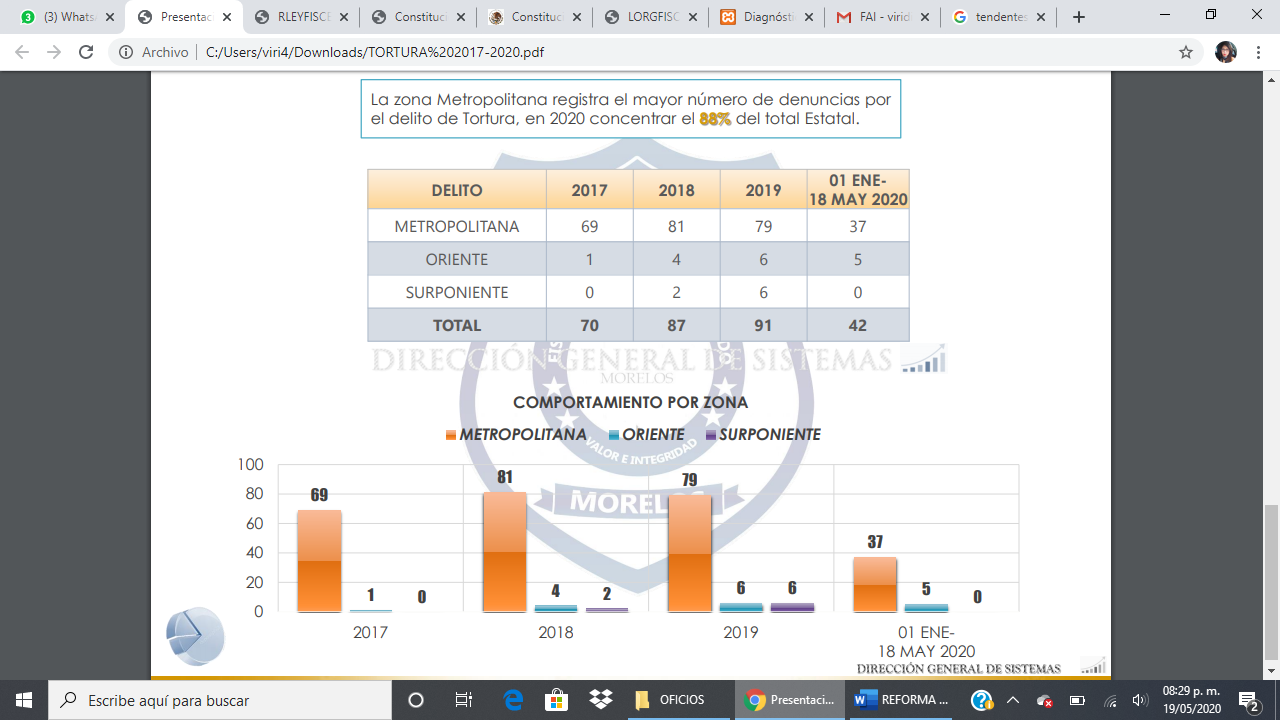 (3) Whats
Presentac
RLEYFISCE
Constituci
Constituci
LORGFISC
Diagnósti
FAI - virid
tendentes
Archivo C:/Users/viri4/Downloads/TORTURA%202017-2020.pdf
La zona Metropolitana registra el mayor número de denuncias por
el delito de Tortura, en 2020 concentrar el 88% del total Estatal.
DELITO 2017 2018 2019 01 ENE-
18 MAY 2020
METROPOLITANA 69 81 79 37
ORIENTE 1 4 6 5
SURPONIENTE 0 2 6 0
TOTAL 70 87 91 42
DIRECCIÓN GENERAL DE SISTEMAS
MORELOS
COMPORTAMIENTO POR ZONA
METROPOLITANA ORIENTE SURPONIENTE
VALOR E INTEGRIDAD
MORELOS
100
80
60
40
20
0
69 1 0
81 4 2
79 6 6
37 5 0
2017 2018 2019 01 ENE-
18 MAY 2020
DIRECCIÓN GENERAL DE SISTEMAS
Escribe aquí para buscar
OFICIOS
Presentaci...
REFORMA ...
08:29 p. m.
19/05/2020
2